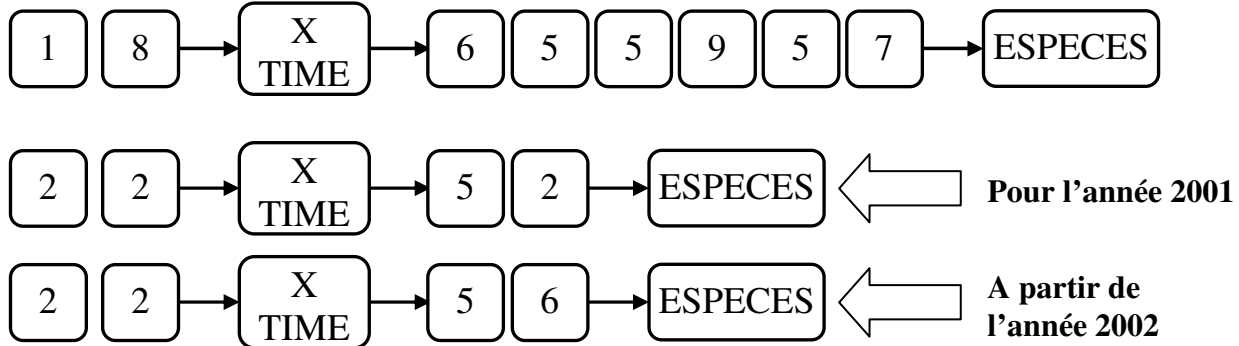 1 8 X TIME 6 5 5 9 5 7 ESPECES
2 2 X TIME 5 2 ESPECES Pour l’année 2001
2 2 X TIME 5 6 ESPECES A partir de
l’année 2002